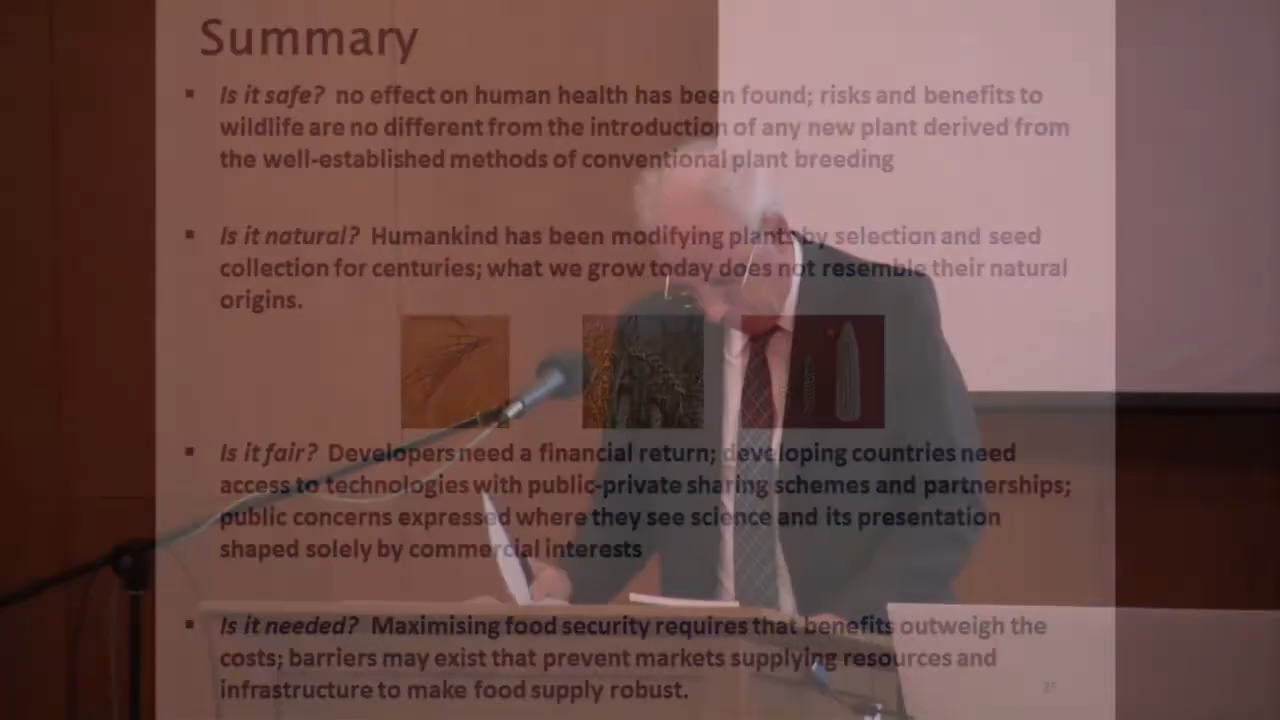 Summary
▪ Is it safe? no effect on human health has been found; risks and benefits to
wildlife are no different from the introduction of any new plant derived from
the well-established methods of conventional plant breeding
▪ Is it natural? Humankind has been modifying plants by selection and seed
collection for centuries; what we grow today does not resemble their natural
origins.
▪ Is it fair? Developers need a financial return; developing countries need
access to technologies with public-private sharing schemes and partnerships;
public concerns expressed where they see science and its presentation
shaped solely by commercial interests
▪ Is it needed? Maximising food security requires that benefits outweigh the
costs; barriers may exist that prevent markets supplying resources and
infrastructure to make food supply robust.